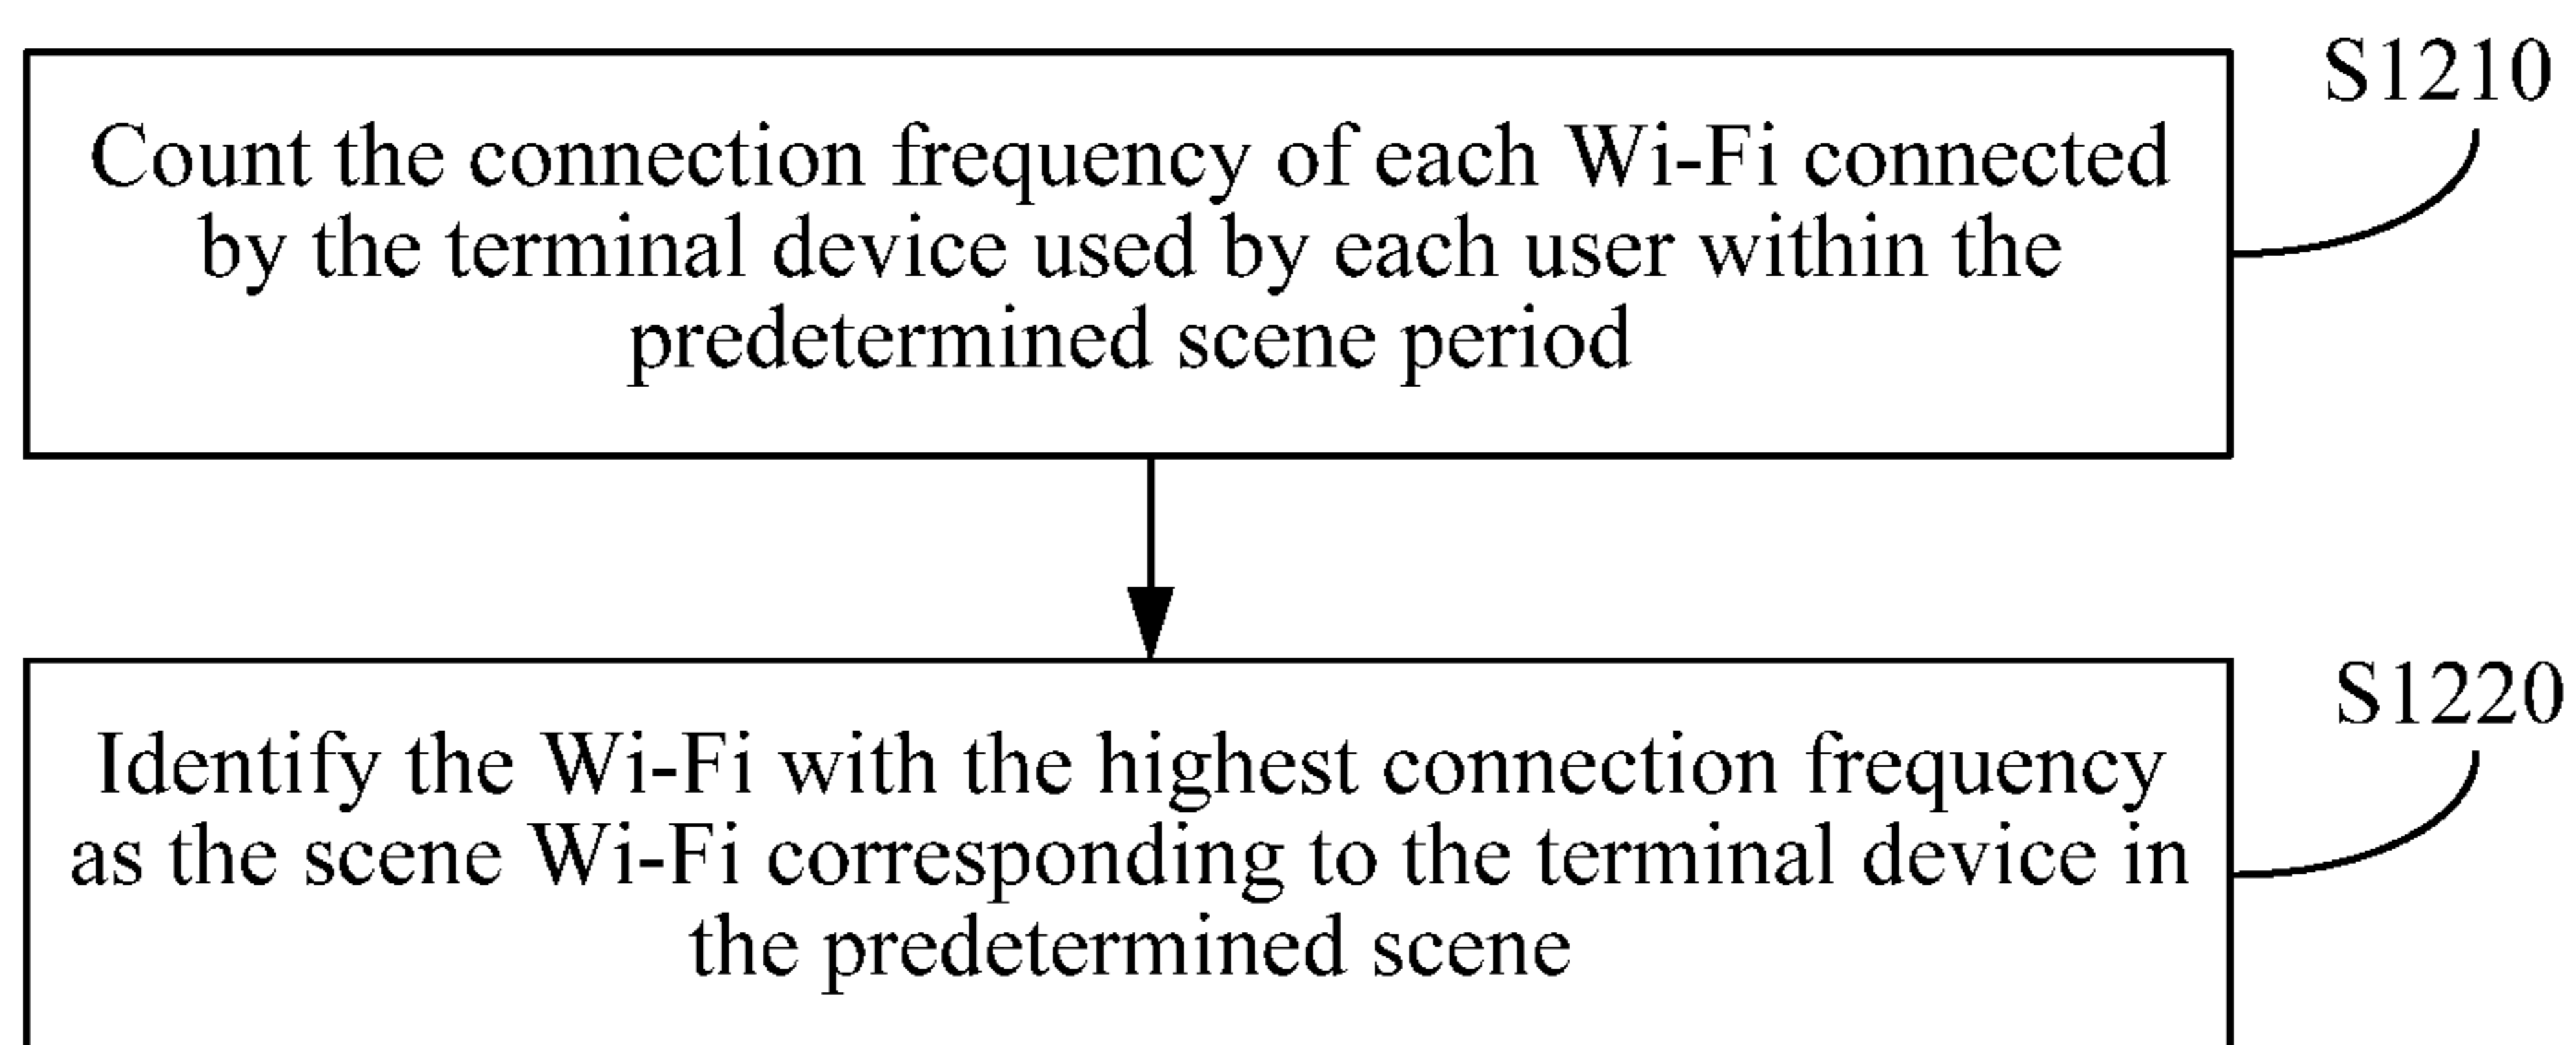 S1210
Count the connection frequency of each Wi-Fi connected
by the terminal device used by each user within the
predetermined scene period
S1220
Identify the Wi-Fi with the highest connection frequency
as the scene Wi-Fi corresponding to the terminal device in
the predetermined scene